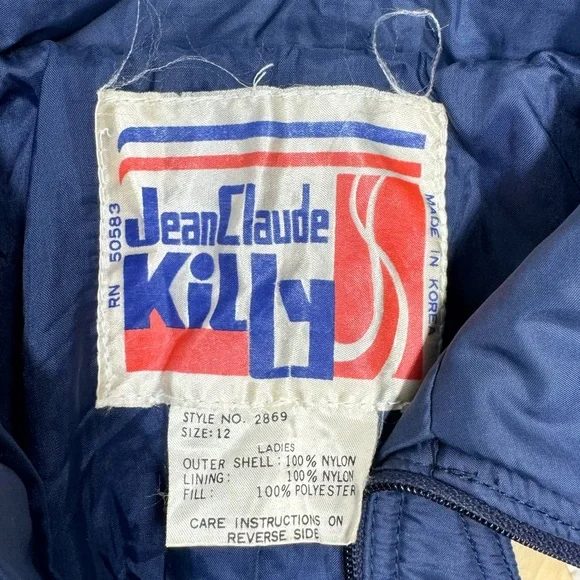 Jean Claude
Killy
RN 50583
MADE IN KOREA
STYLE NO. 2869
SIZE: 12
LADIES
OUTER SHELL: 100% NYLON
LINING: 100% NYLON
FILL: 100% POLYESTER
CARE INSTRUCTIONS ON
REVERSE SIDE